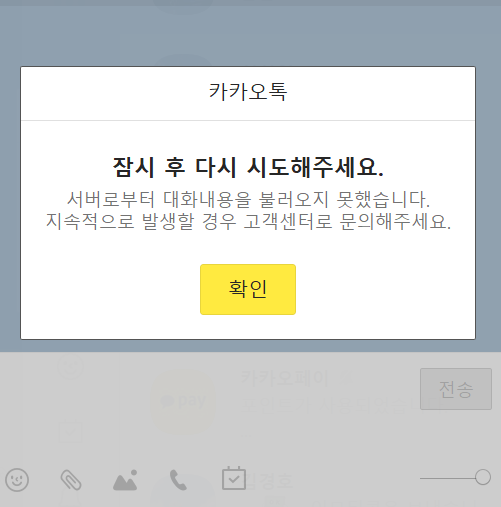 카카오톡
잠시 후 다시 시도해주세요.
서버로부터 대화내용을 불러오지 못했습니다.
지속적으로 발생할 경우 고객센터로 문의해주세요.
확인
카카오페이
전송